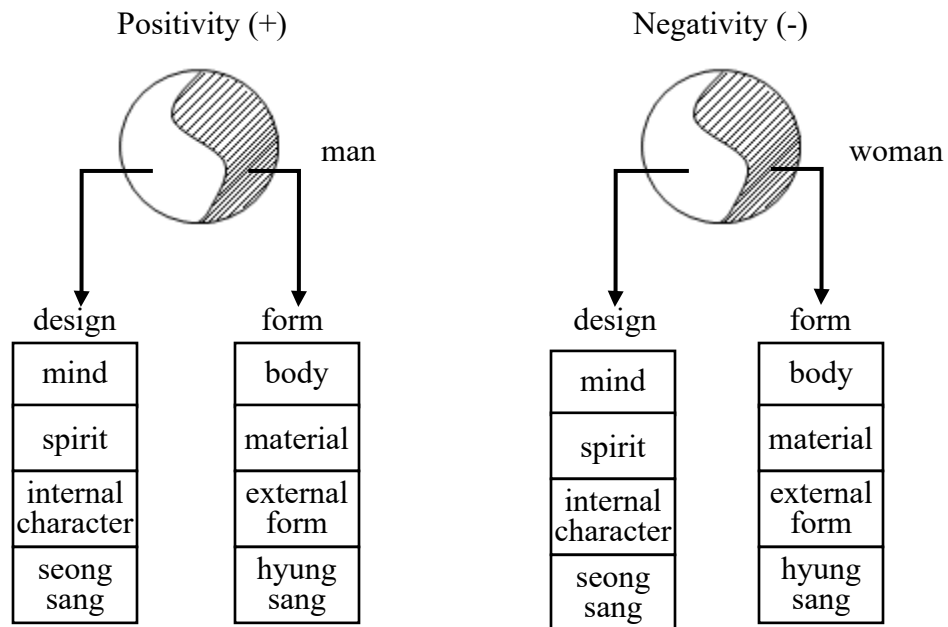 Positivity (+)
man
design
mind
spirit
internal
character
seong
sang
form
body
material
external
form
hyung
sang
Negativity (-)
woman
design
mind
spirit
internal
character
seong
sang
form
body
material
external
form
hyung
sang